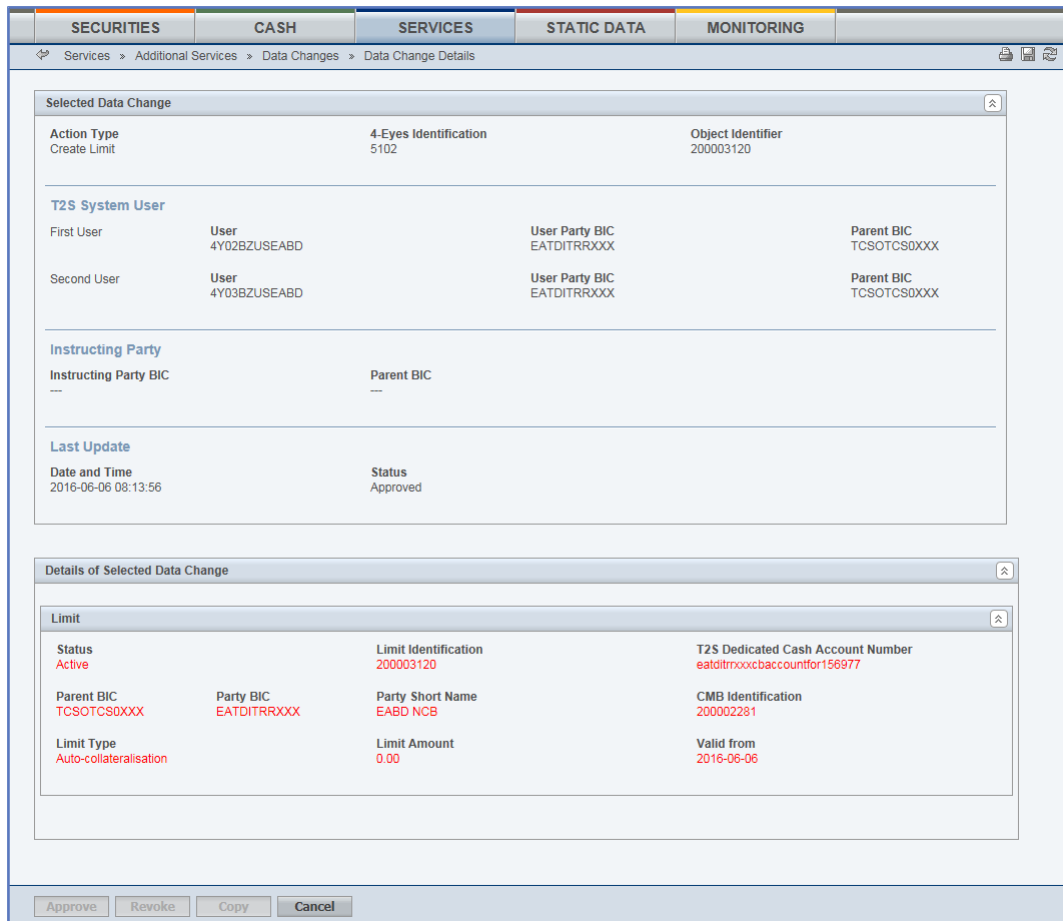 SECURITIES CASH SERVICES STATIC DATA MONITORING
Services » Additional Services » Data Changes » Data Change Details
Selected Data Change
Action Type 4-Eyes Identification Object Identifier
Create Limit 5102 200003120
T2S System User
First User User User Party BIC Parent BIC
4Y02BZUSEABD EATDITRRXXX TCSOTCS0XXX
Second User User User Party BIC Parent BIC
4Y03BZUSEABD EATDITRRXXX TCSOTCS0XXX
Instructing Party
Instructing Party BIC Parent BIC
--- ---
Last Update
Date and Time Status
2016-06-06 08:13:56 Approved
Details of Selected Data Change
Limit
Status Limit Identification T2S Dedicated Cash Account Number
Active 200003120 eatditrrxxxcbaccountfor156977
Parent BIC Party BIC Party Short Name CMB Identification
TCSOTCS0XXX EATDITRRXXX EABD NCB 200002281
Limit Type Limit Amount Valid from
Auto-collateralisation 0.00 2016-06-06
Approve Revoke Copy Cancel